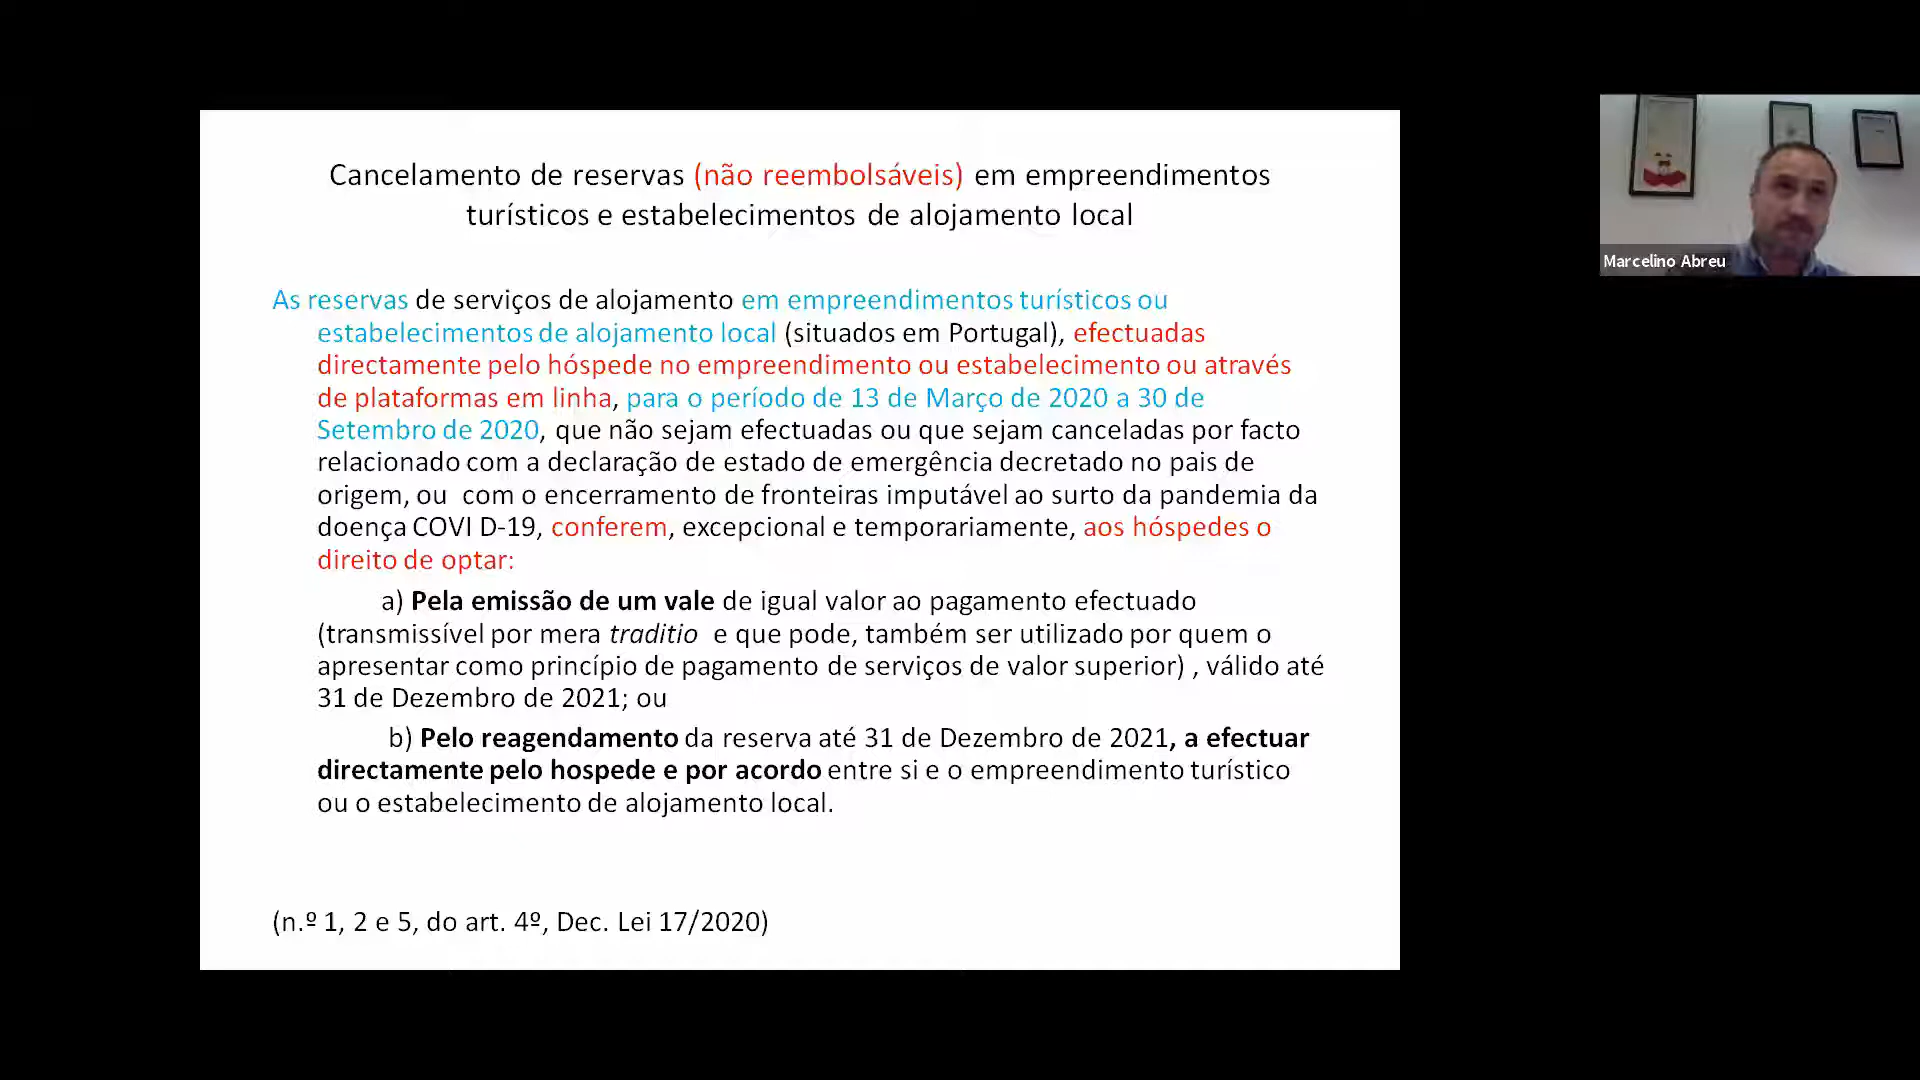 Cancelamento de reservas (não reembolsáveis) em empreendimentos
turísticos e estabelecimentos de alojamento local
As reservas de serviços de alojamento em empreendimentos turísticos ou
estabelecimentos de alojamento local (situados em Portugal), efectuadas
directamente pelo hóspede no empreendimento ou estabelecimento ou através
de plataformas em linha, para o período de 13 de Março de 2020 a 30 de
Setembro de 2020, que não sejam efectuadas ou que sejam canceladas por facto
relacionado com a declaração de estado de emergência decretado no pais de
origem, ou com o encerramento de fronteiras imputável ao surto da pandemia da
doença COVI D-19, conferem, excepcional e temporariamente, aos hóspedes o
direito de optar:
a) Pela emissão de um vale de igual valor ao pagamento efectuado
(transmissível por mera traditio e que pode, também ser utilizado por quem o
apresentar como princípio de pagamento de serviços de valor superior) , válido até
31 de Dezembro de 2021; ou
b) Pelo reagendamento da reserva até 31 de Dezembro de 2021, a efectuar
directamente pelo hospede e por acordo entre si e o empreendimento turístico
ou o estabelecimento de alojamento local.
(n.º 1, 2 e 5, do art. 4º, Dec. Lei 17/2020)
Marcelino Abreu